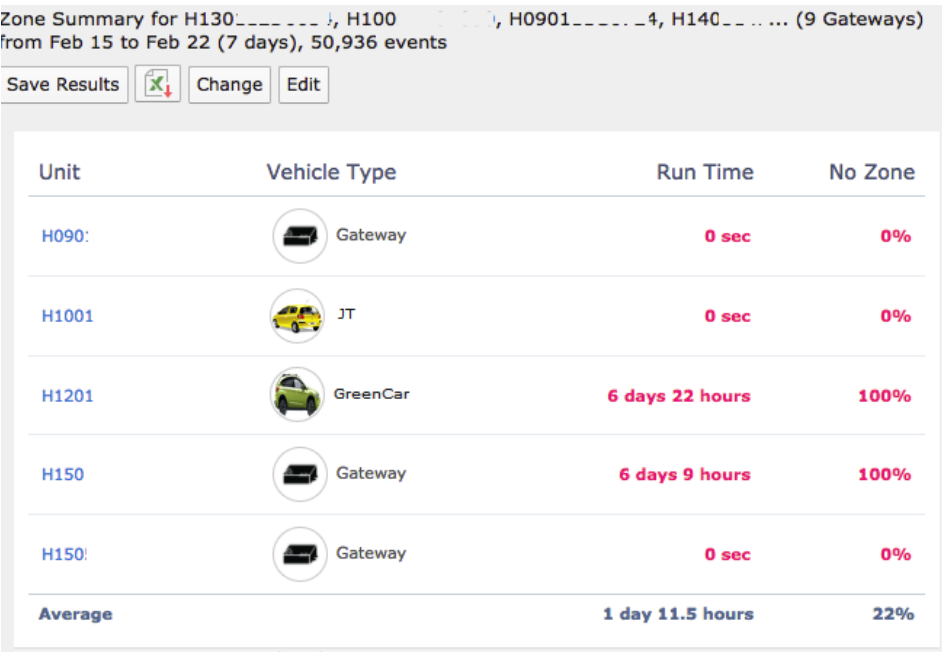 Zone Summary for H130 , H100 , H0901 4, H140 ... (9 Gateways)
from Feb 15 to Feb 22 (7 days), 50,936 events
Save Results Change Edit
Unit Vehicle Type Run Time No Zone
H090 Gateway 0 sec 0%
H1001 JT 0 sec 0%
H1201 GreenCar 6 days 22 hours 100%
H150 Gateway 6 days 9 hours 100%
H150 Gateway 0 sec 0%
Average 1 day 11.5 hours 22%